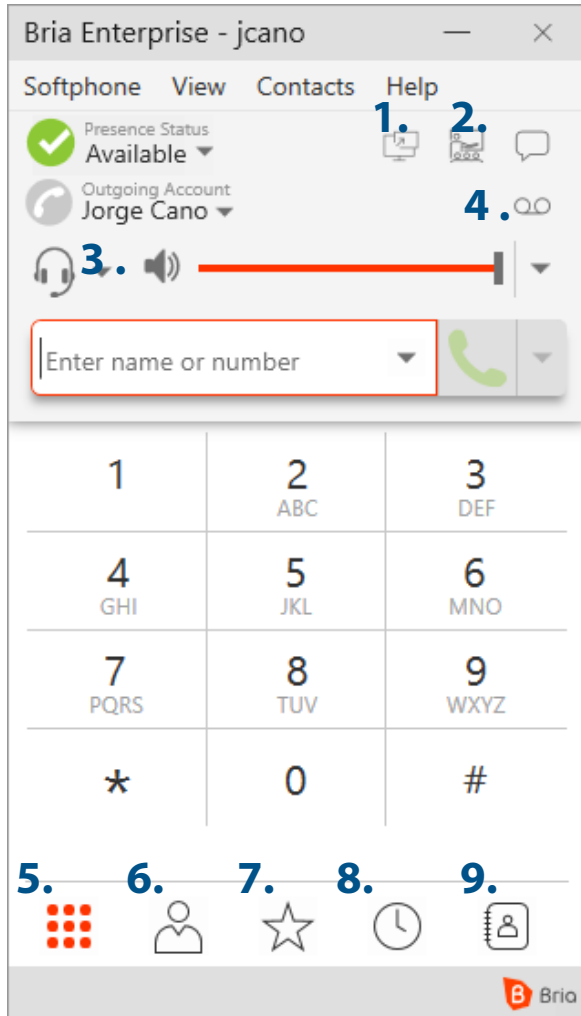 Bria Enterprise - jcano
Softphone View Contacts Help
1. 2.
Presence Status
Available
Outgoing Account
Jorge Cano
4 .
3 .
Enter name or number
1 2 3
ABC DEF
4 5 6
GHI JKL MNO
7 8 9
PQRS TUV WXYZ
* 0 #
5. 6. 7. 8. 9.
B Bria